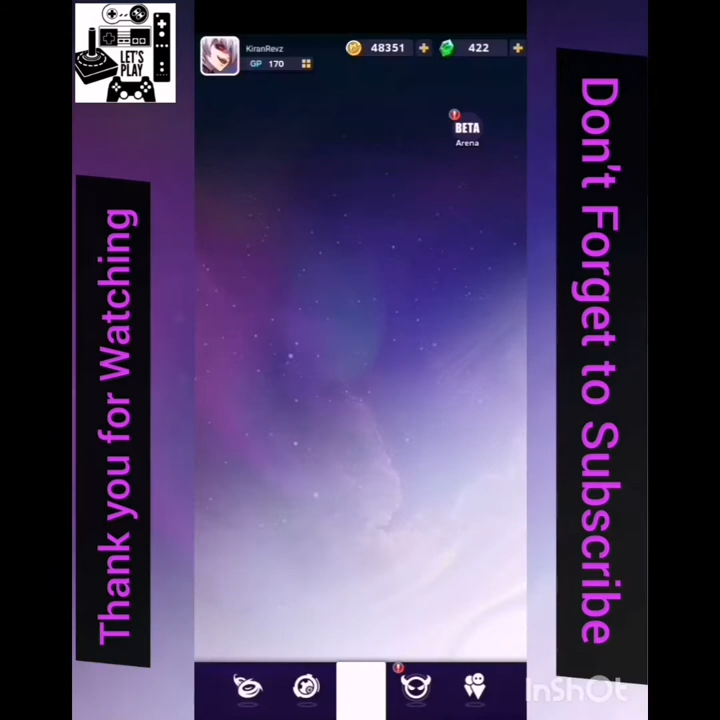 LET'S
PLAY
KiranRevz
GP 170
48351
422
BETA
Arena
Thank you for Watching
Don't Forget to Subscribe
InShOt